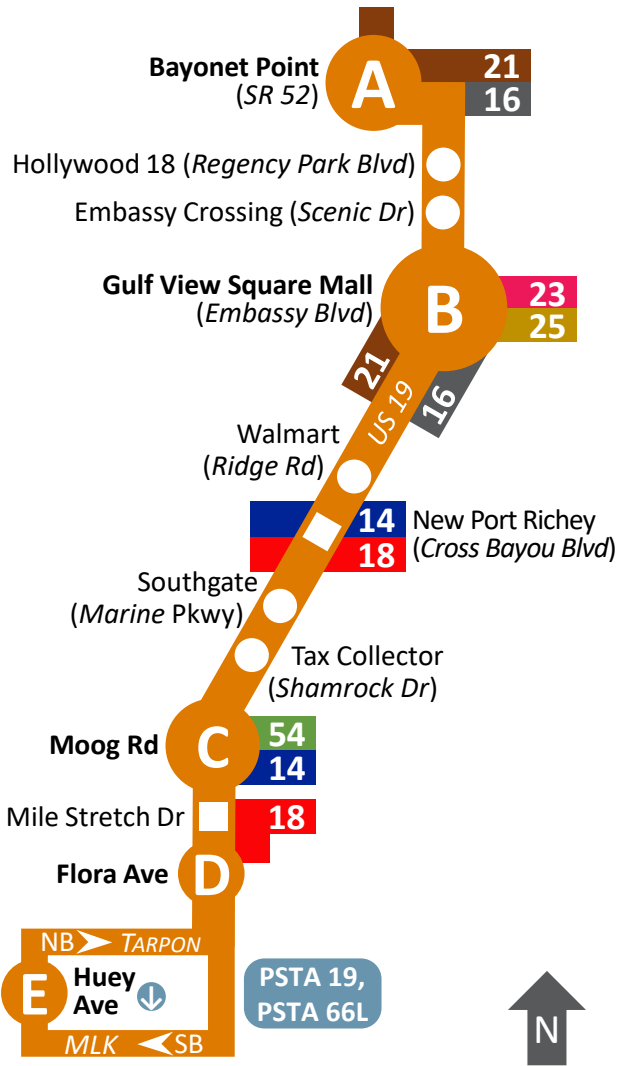 Bayonet Point
(SR 52)
A
21
16
Hollywood 18 (Regency Park Blvd)
Embassy Crossing (Scenic Dr)
Gulf View Square Mall
(Embassy Blvd)
B
23
25
21
US 19
16
Walmart
(Ridge Rd)
14
18
New Port Richey
(Cross Bayou Blvd)
Southgate
(Marine Pkwy)
Tax Collector
(Shamrock Dr)
Moog Rd
C
54
14
Mile Stretch Dr
18
Flora Ave
D
NB
TARPON
E
Huey
Ave
PSTA 19,
PSTA 66L
MLK
SB
N